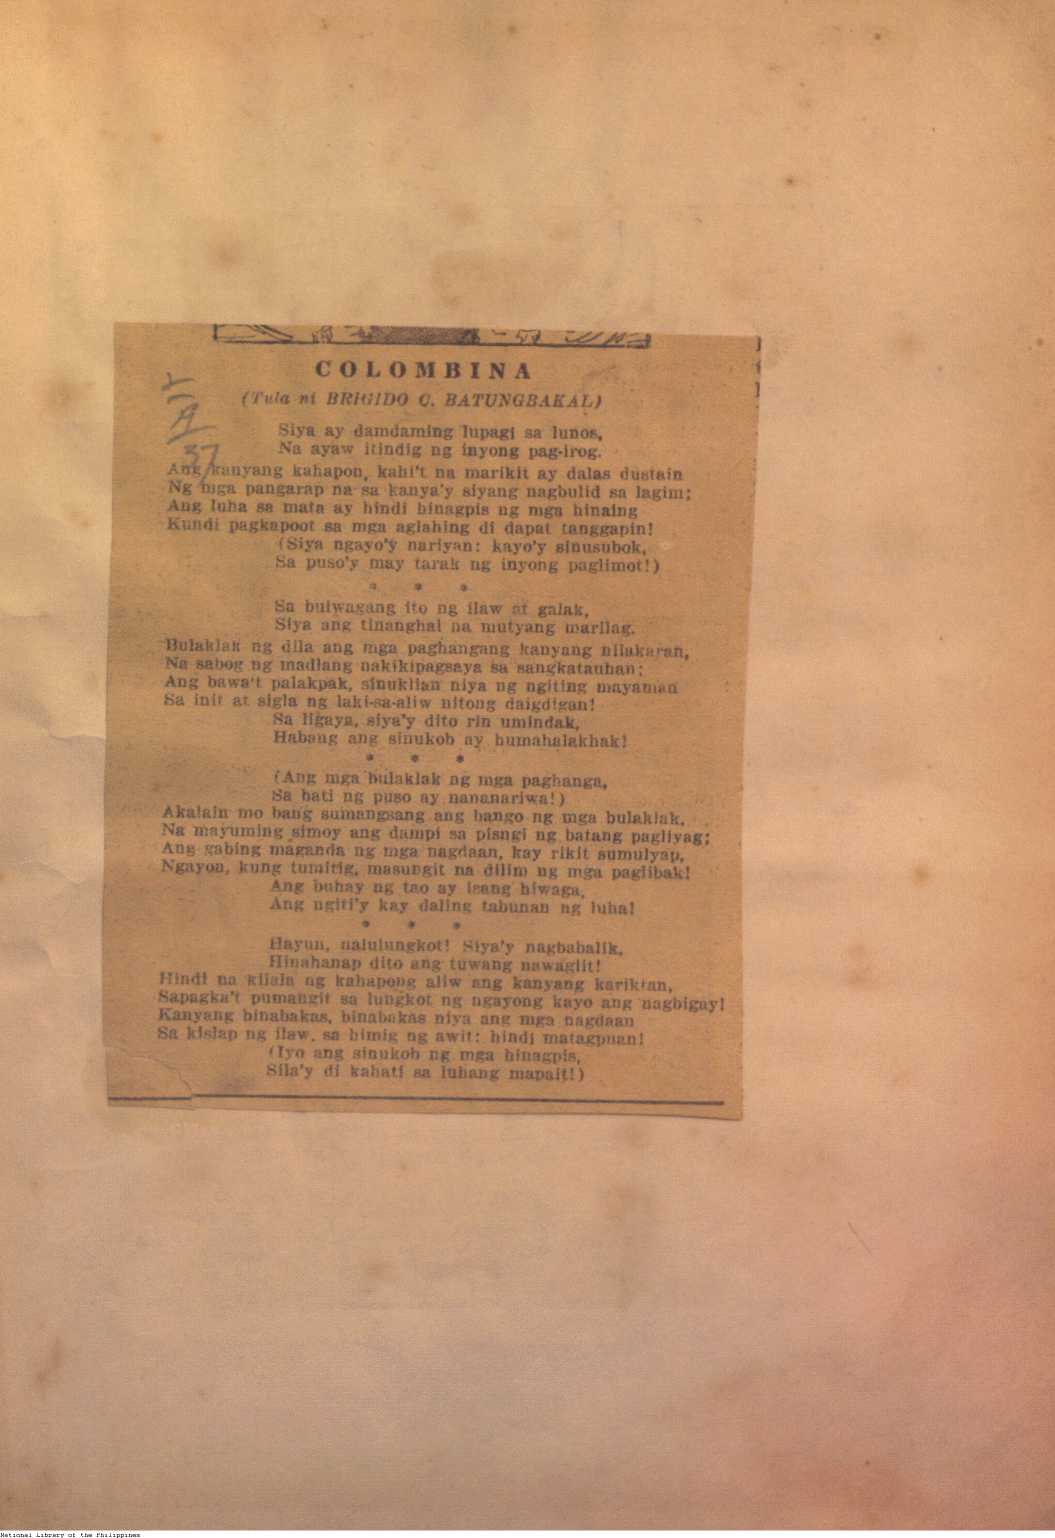 COLOMBINA
(Tula ni BRIGIDO C. BATUNGBAKAL)
Siya ay damdaming lupagi sa lunos,
Na ayaw itindig ng inyong pag-irog.
Ang kanyang kahapon, kahi't na marikit ay dalas dustain
Ng mga pangarap na sa kanya'y siyang nagbulid sa lagim;
Ang luha sa mata ay hindi hinagpis ng mga hinaing
Kundi pagkapoot sa mga aglahing di dapat tanggapin!
(Siya ngayo'y nariyan: kayo'y sinusubok,
Sa puso'y may tarak ng inyong paglimot!)
* * *
Sa bulwagang ito ng ilaw at galak,
Siya ang tinanghal na mutyang marilag.
Bulaklak ng dila ang mga paghangang kanyang nilakaran,
Na sabog ng madlang nakikipagsaya sa sangkatauhan;
Ang bawa't palakpak, sinuklian niya ng ngiting mayaman
Sa init at sigla ng laki-sa-aliw nitong daigdigan!
Sa ligaya, siya'y dito rin umindak,
Habang ang sinukob ay humahalakhak!
* * *
(Ang mga bulaklak ng mga paghanga,
Sa hati ng puso ay nananariwa!)
Akalain mo bang sumangsang ang bango ng mga bulaklak,
Na mayuming simoy ang dampi sa pisngi ng batang pagliyag;
Ang gabing maganda ng mga nagdaan, kay rikit sumulyap,
Ngayon, kung tumitig, masungit na dilim ng mga paglibak!
Ang buhay ng tao ay isang hiwaga,
Ang ngiti'y kay daling tabunan ng luha!
* * *
Hayun, nalulungkot! Siya'y nagbabalik,
Hinahanap dito ang tuwang nawaglit!
Hindi na kilala ng kahapong aliw ang kanyang karikian,
Sapagka't pumangit sa lungkot ng ngayong kayo ang nagbigay!
Kanyang binabakas, binabakas niya ang mga nagdaan
Sa kislap ng ilaw, sa himig ng awit: hindi matagpuan!
(Iyo ang sinukob ng mga hinagpis,
Sila'y di kahati sa luhang mapait!)
National Library of the Philippines